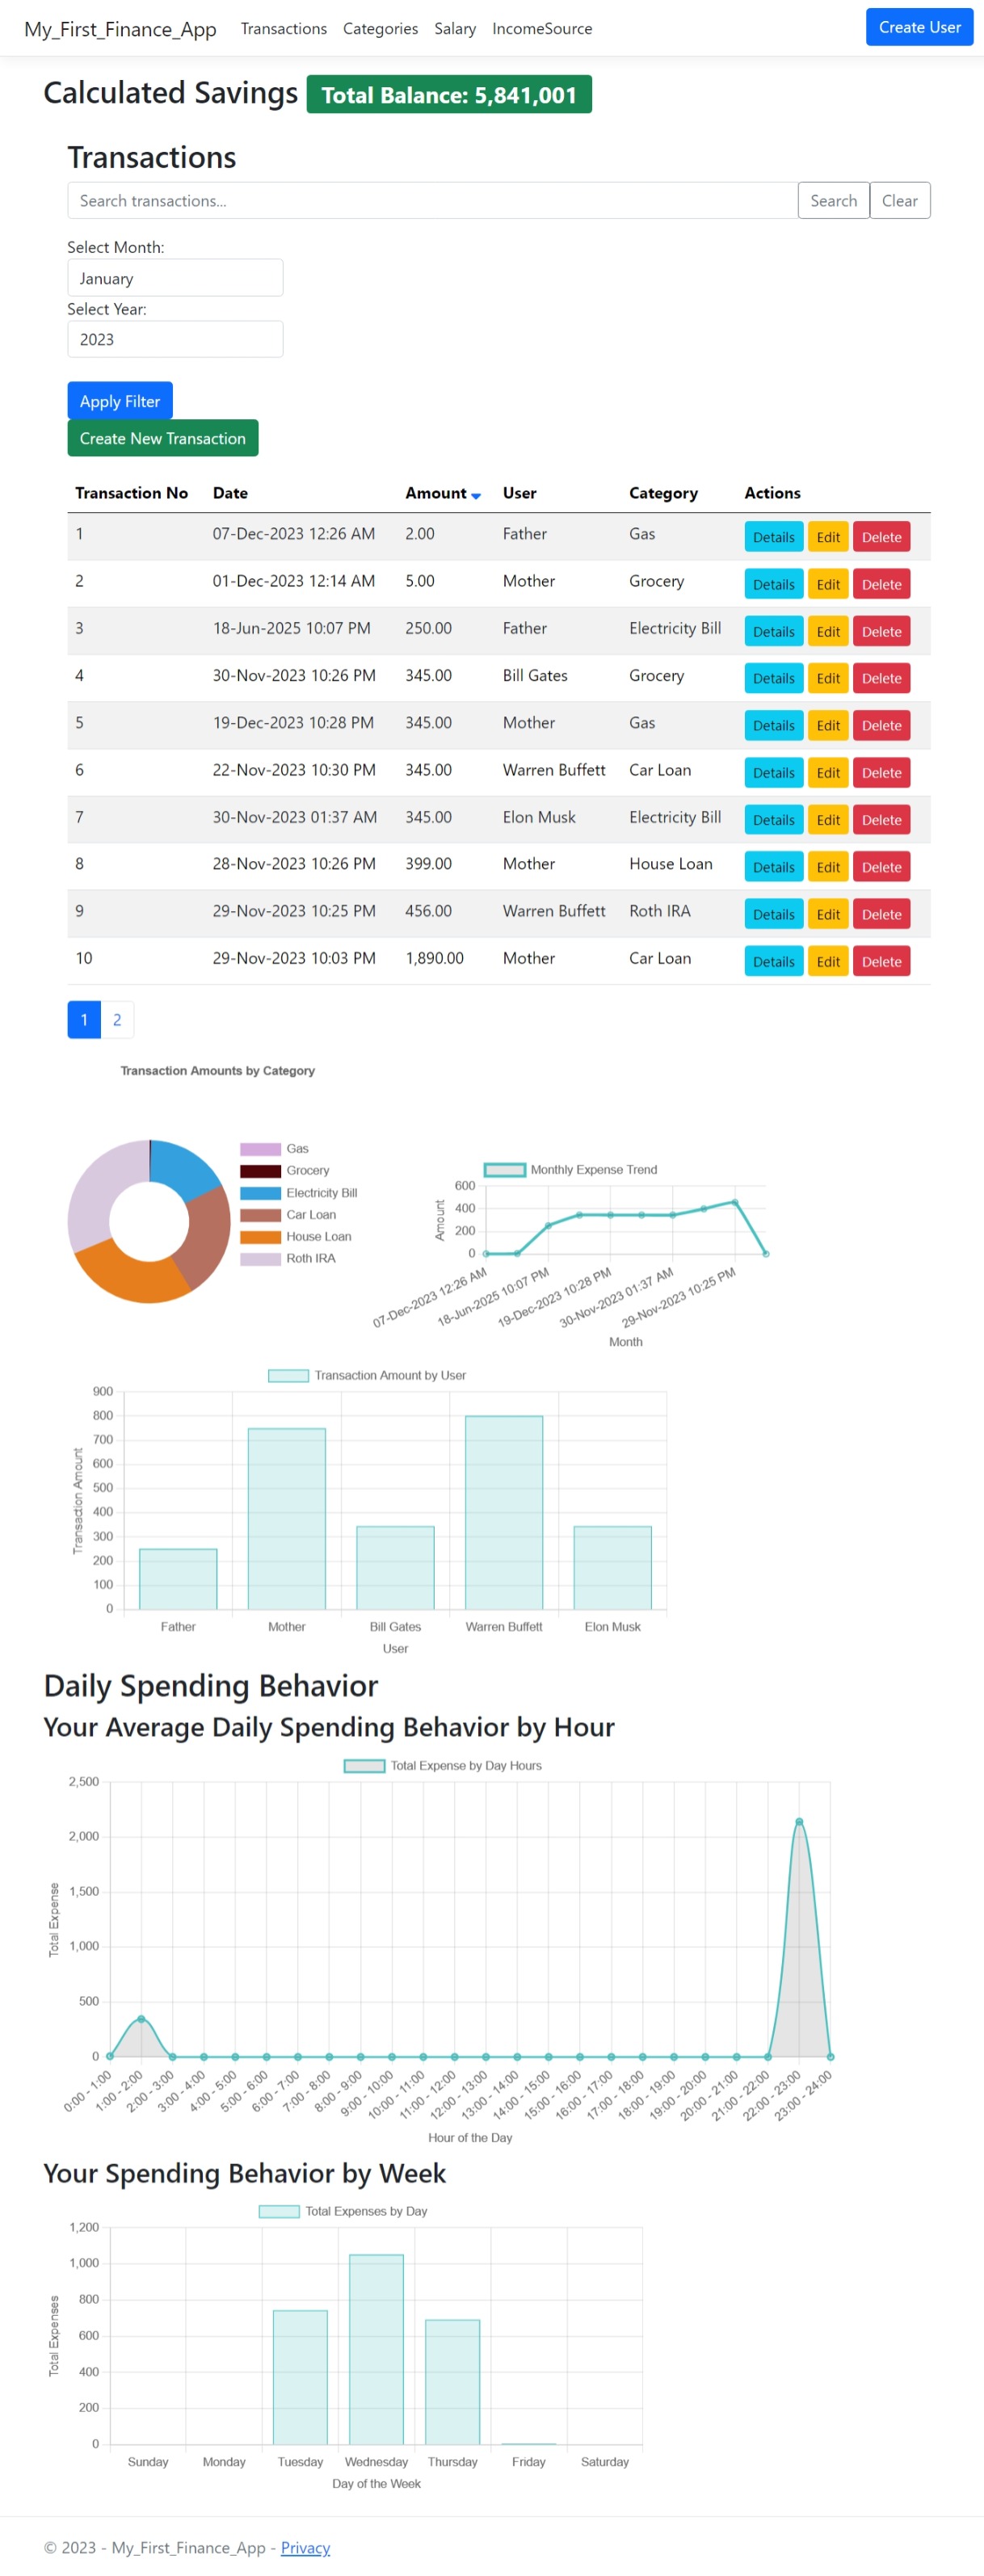 My_First_Finance_App Transactions Categories Salary IncomeSource Create User
Calculated Savings Total Balance: 5,841,001
Transactions
Search transactions... Search Clear
Select Month:
January
Select Year:
2023
Apply Filter
Create New Transaction
Transaction No Date Amount User Category Actions
1 07-Dec-2023 12:26 AM 2.00 Father Gas Details Edit Delete
2 01-Dec-2023 12:14 AM 5.00 Mother Grocery Details Edit Delete
3 18-Jun-2025 10:07 PM 250.00 Father Electricity Bill Details Edit Delete
4 30-Nov-2023 10:26 PM 345.00 Bill Gates Grocery Details Edit Delete
5 19-Dec-2023 10:28 PM 345.00 Mother Gas Details Edit Delete
6 22-Nov-2023 10:30 PM 345.00 Warren Buffett Car Loan Details Edit Delete
7 30-Nov-2023 01:37 AM 345.00 Elon Musk Electricity Bill Details Edit Delete
8 28-Nov-2023 10:26 PM 399.00 Mother House Loan Details Edit Delete
9 29-Nov-2023 10:25 PM 456.00 Warren Buffett Roth IRA Details Edit Delete
10 29-Nov-2023 10:03 PM 1,890.00 Mother Car Loan Details Edit Delete
1 2
Transaction Amounts by Category
Gas
Grocery
Electricity Bill
Car Loan
House Loan
Roth IRA
Monthly Expense Trend
600
400
200
0
Amount
07-Dec-2023 12:26 AM
18-Jun-2025 10:07 PM
19-Dec-2023 10:28 PM
30-Nov-2023 01:37 AM
29-Nov-2023 10:25 PM
Month
Transaction Amount by User
900
800
700
600
500
400
300
200
100
0
Transaction Amount
Father Mother Bill Gates Warren Buffett Elon Musk
User
Daily Spending Behavior
Your Average Daily Spending Behavior by Hour
Total Expense by Day Hours
2,500
2,000
1,500
1,000
500
0
Total Expense
0:00 - 1:00
1:00 - 2:00
2:00 - 3:00
3:00 - 4:00
4:00 - 5:00
5:00 - 6:00
6:00 - 7:00
7:00 - 8:00
8:00 - 9:00
9:00 - 10:00
10:00 - 11:00
11:00 - 12:00
12:00 - 13:00
13:00 - 14:00
14:00 - 15:00
15:00 - 16:00
16:00 - 17:00
17:00 - 18:00
18:00 - 19:00
19:00 - 20:00
20:00 - 21:00
21:00 - 22:00
22:00 - 23:00
23:00 - 24:00
Hour of the Day
Your Spending Behavior by Week
Total Expenses by Day
1,200
1,000
800
600
400
200
0
Total Expenses
Sunday Monday Tuesday Wednesday Thursday Friday Saturday
Day of the Week
© 2023 - My_First_Finance_App - Privacy